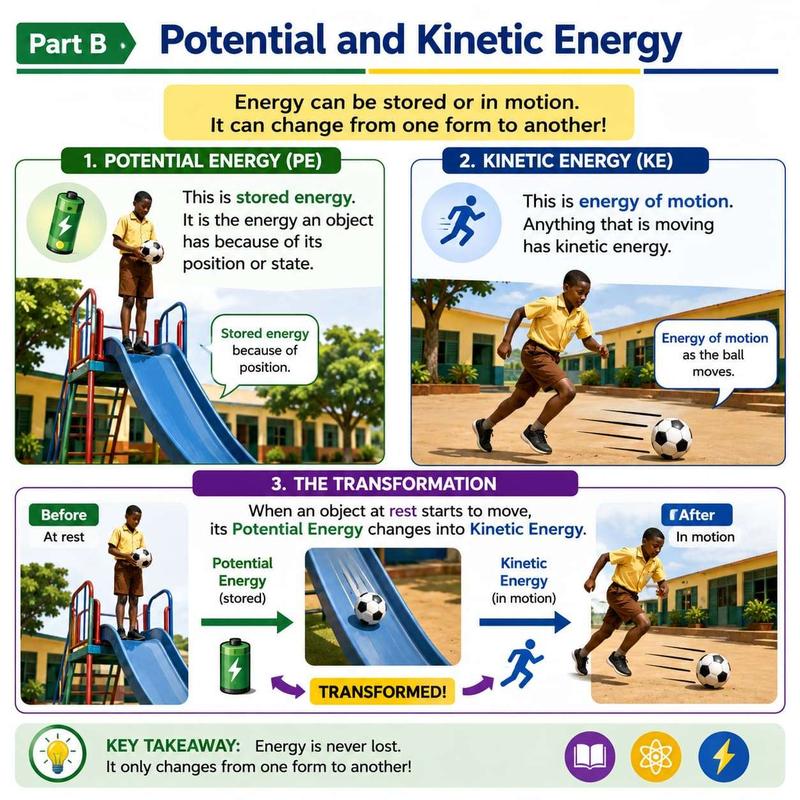 Part B
Potential and Kinetic Energy
Energy can be stored or in motion.
It can change from one form to another!
1. POTENTIAL ENERGY (PE)
This is stored energy.
It is the energy an object
has because of its
position or state.
Stored energy
because of
position.
2. KINETIC ENERGY (KE)
This is energy of motion.
Anything that is moving
has kinetic energy.
Energy of motion
as the ball
moves.
3. THE TRANSFORMATION
When an object at rest starts to move,
its Potential Energy changes into Kinetic Energy.
Before
At rest
Potential
Energy
(stored)
Kinetic
Energy
(in motion)
TRANSFORMED!
After
In motion
KEY TAKEAWAY: Energy is never lost.
It only changes from one form to another!